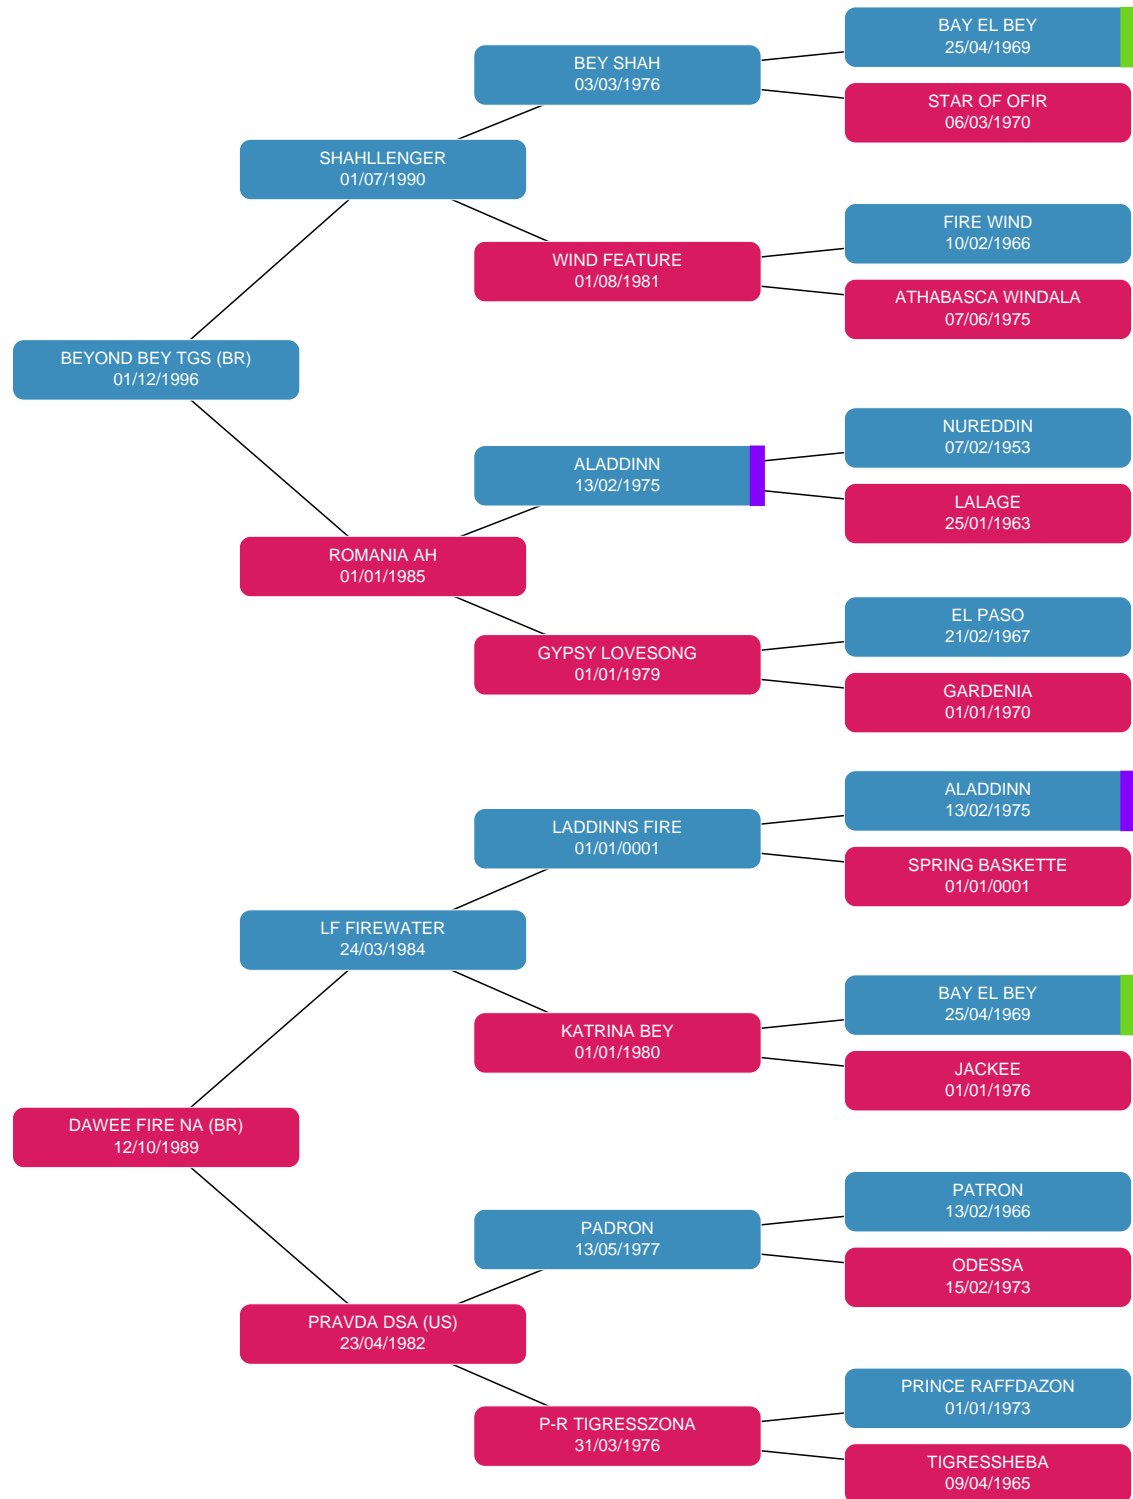 BAY EL BEY
25/04/1969
BEY SHAH
03/03/1976
STAR OF OFIR
06/03/1970
SHAHLLENGER
01/07/1990
FIRE WIND
10/02/1966
WIND FEATURE
01/08/1981
ATHABASCA WINDALA
07/06/1975
BEYOND BEY TGS (BR)
01/12/1996
NUREDDIN
07/02/1953
ALADDINN
13/02/1975
LALAGE
25/01/1963
ROMANIA AH
01/01/1985
EL PASO
21/02/1967
GYPSY LOVESONG
01/01/1979
GARDENIA
01/01/1970
ALADDINN
13/02/1975
LADDINNS FIRE
01/01/0001
SPRING BASKETTE
01/01/0001
LF FIREWATER
24/03/1984
BAY EL BEY
25/04/1969
KATRINA BEY
01/01/1980
JACKEE
01/01/1976
DAWEE FIRE NA (BR)
12/10/1989
PATRON
13/02/1966
PADRON
13/05/1977
ODESSA
15/02/1973
PRAVDA DSA (US)
23/04/1982
PRINCE RAFFDAZON
01/01/1973
P-R TIGRESSZONA
31/03/1976
TIGRESSHEBA
09/04/1965